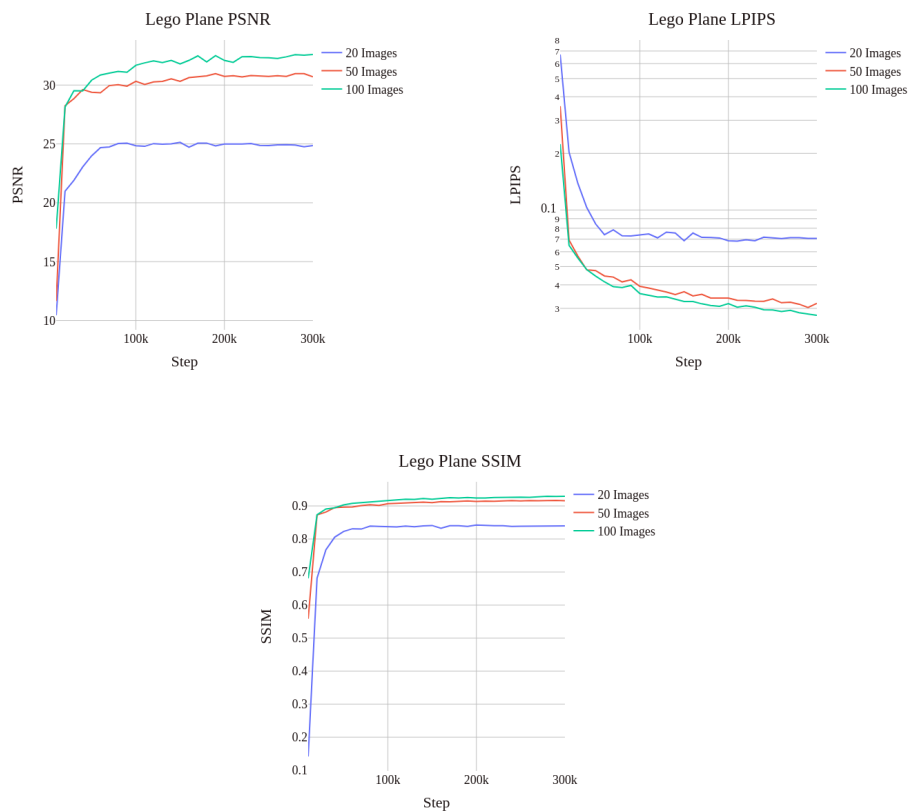 Lego Plane PSNR
20 Images
50 Images
100 Images
30
25
20
15
10
PSNR
100k 200k 300k
Step
Lego Plane LPIPS
20 Images
50 Images
100 Images
8
7
6
5
4
3
2
0.1
9
8
7
6
5
4
3
LPIPS
100k 200k 300k
Step
Lego Plane SSIM
20 Images
50 Images
100 Images
0.9
0.8
0.7
0.6
0.5
0.4
0.3
0.2
0.1
SSIM
100k 200k 300k
Step